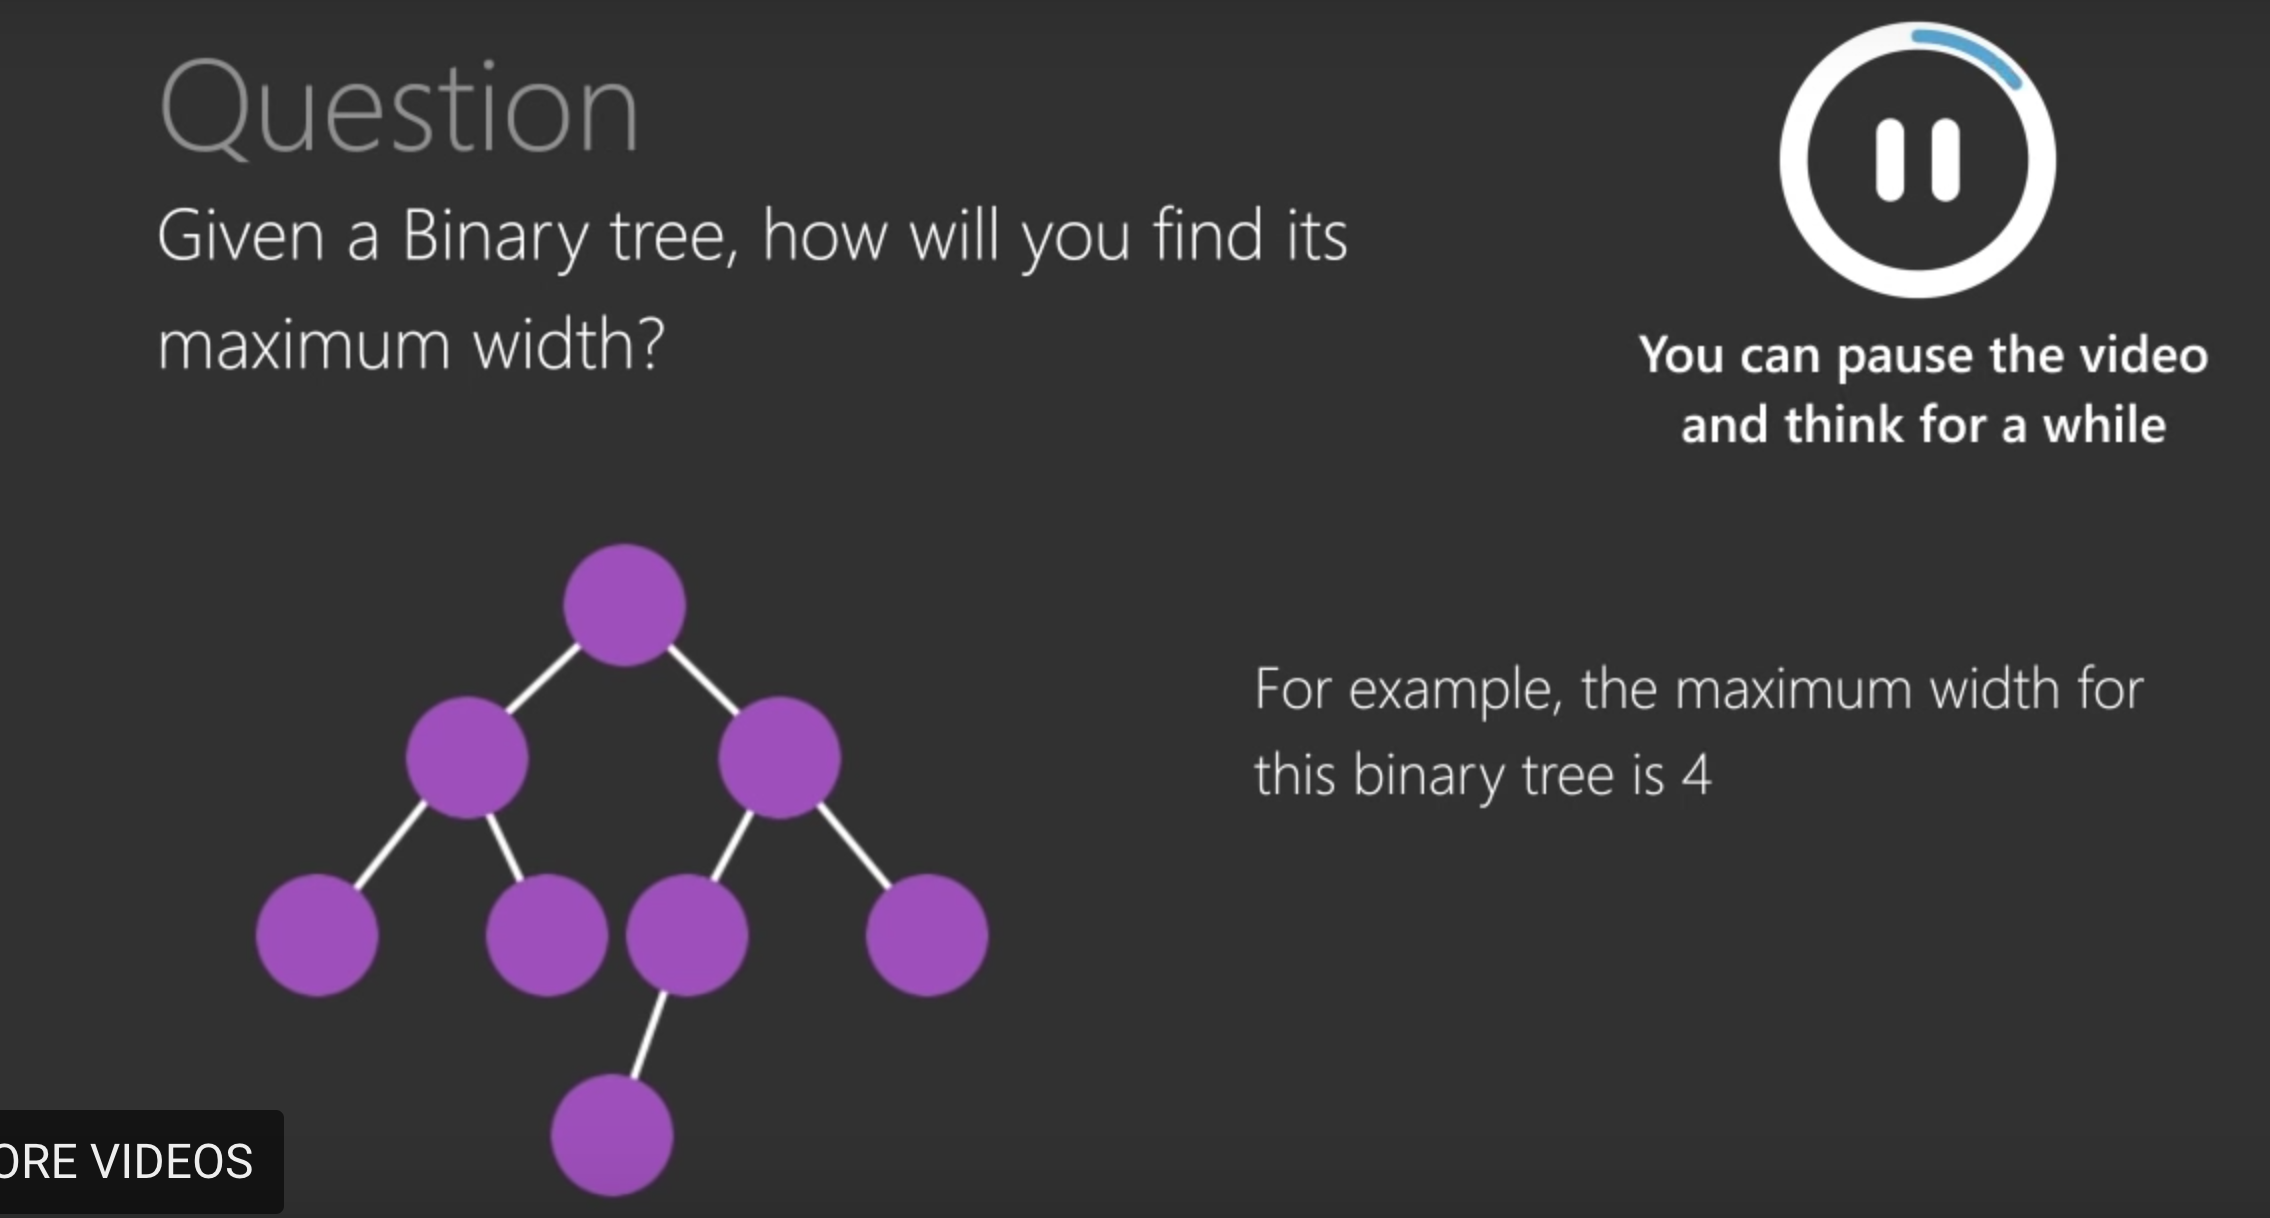 Question
Given a Binary tree, how will you find its
maximum width?
You can pause the video
and think for a while
For example, the maximum width for
this binary tree is 4
ORE VIDEOS